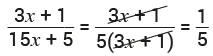 (3x + 1)/(15x + 5) = (3x + 1)/(5(3x + 1)) = 1/5